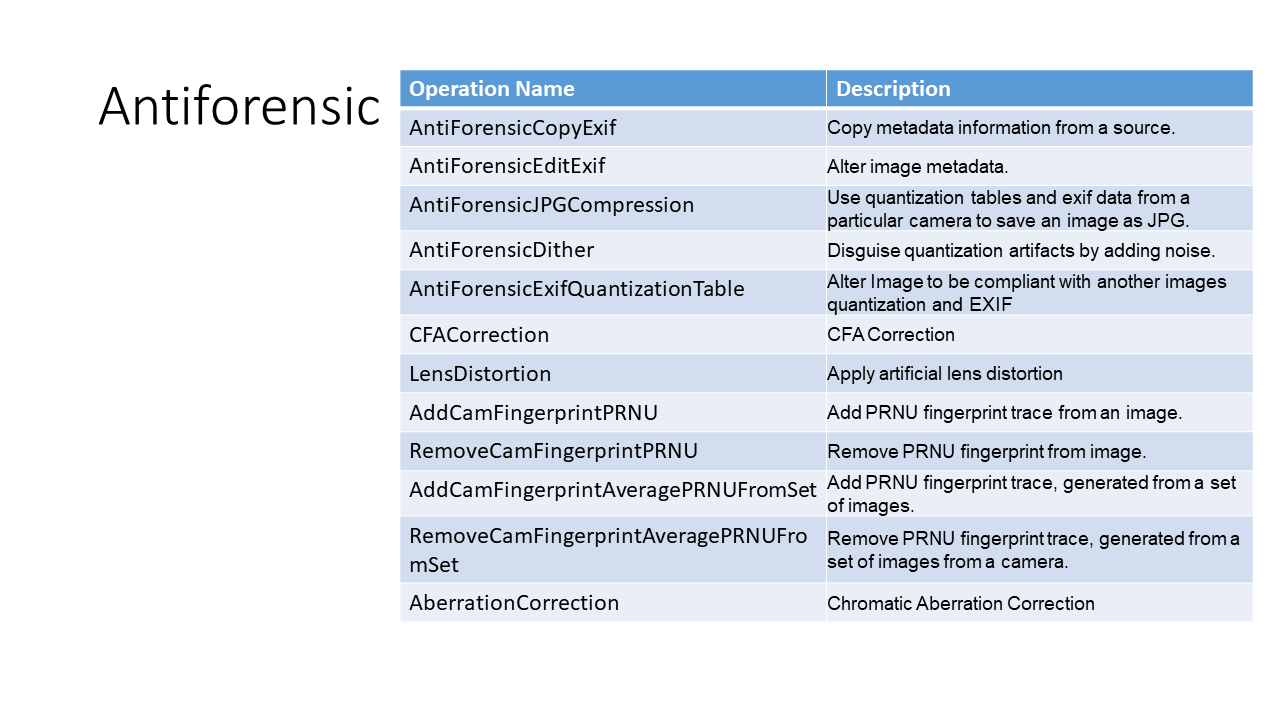 Antiforensic
Operation Name Description
AntiForensicCopyExif Copy metadata information from a source.
AntiForensicEditExif Alter image metadata.
AntiForensicJPGCompression Use quantization tables and exif data from a
particular camera to save an image as JPG.
AntiForensicDither Disguise quantization artifacts by adding noise.
AntiForensicExifQuantizationTable Alter Image to be compliant with another images
quantization and EXIF
CFACorrection CFA Correction
LensDistortion Apply artificial lens distortion
AddCamFingerprintPRNU Add PRNU fingerprint trace from an image.
RemoveCamFingerprintPRNU Remove PRNU fingerprint from image.
AddCamFingerprintAveragePRNUFromSet Add PRNU fingerprint trace, generated from a set
of images.
RemoveCamFingerprintAveragePRNUFro Remove PRNU fingerprint trace, generated from a
mSet set of images from a camera.
AberrationCorrection Chromatic Aberration Correction